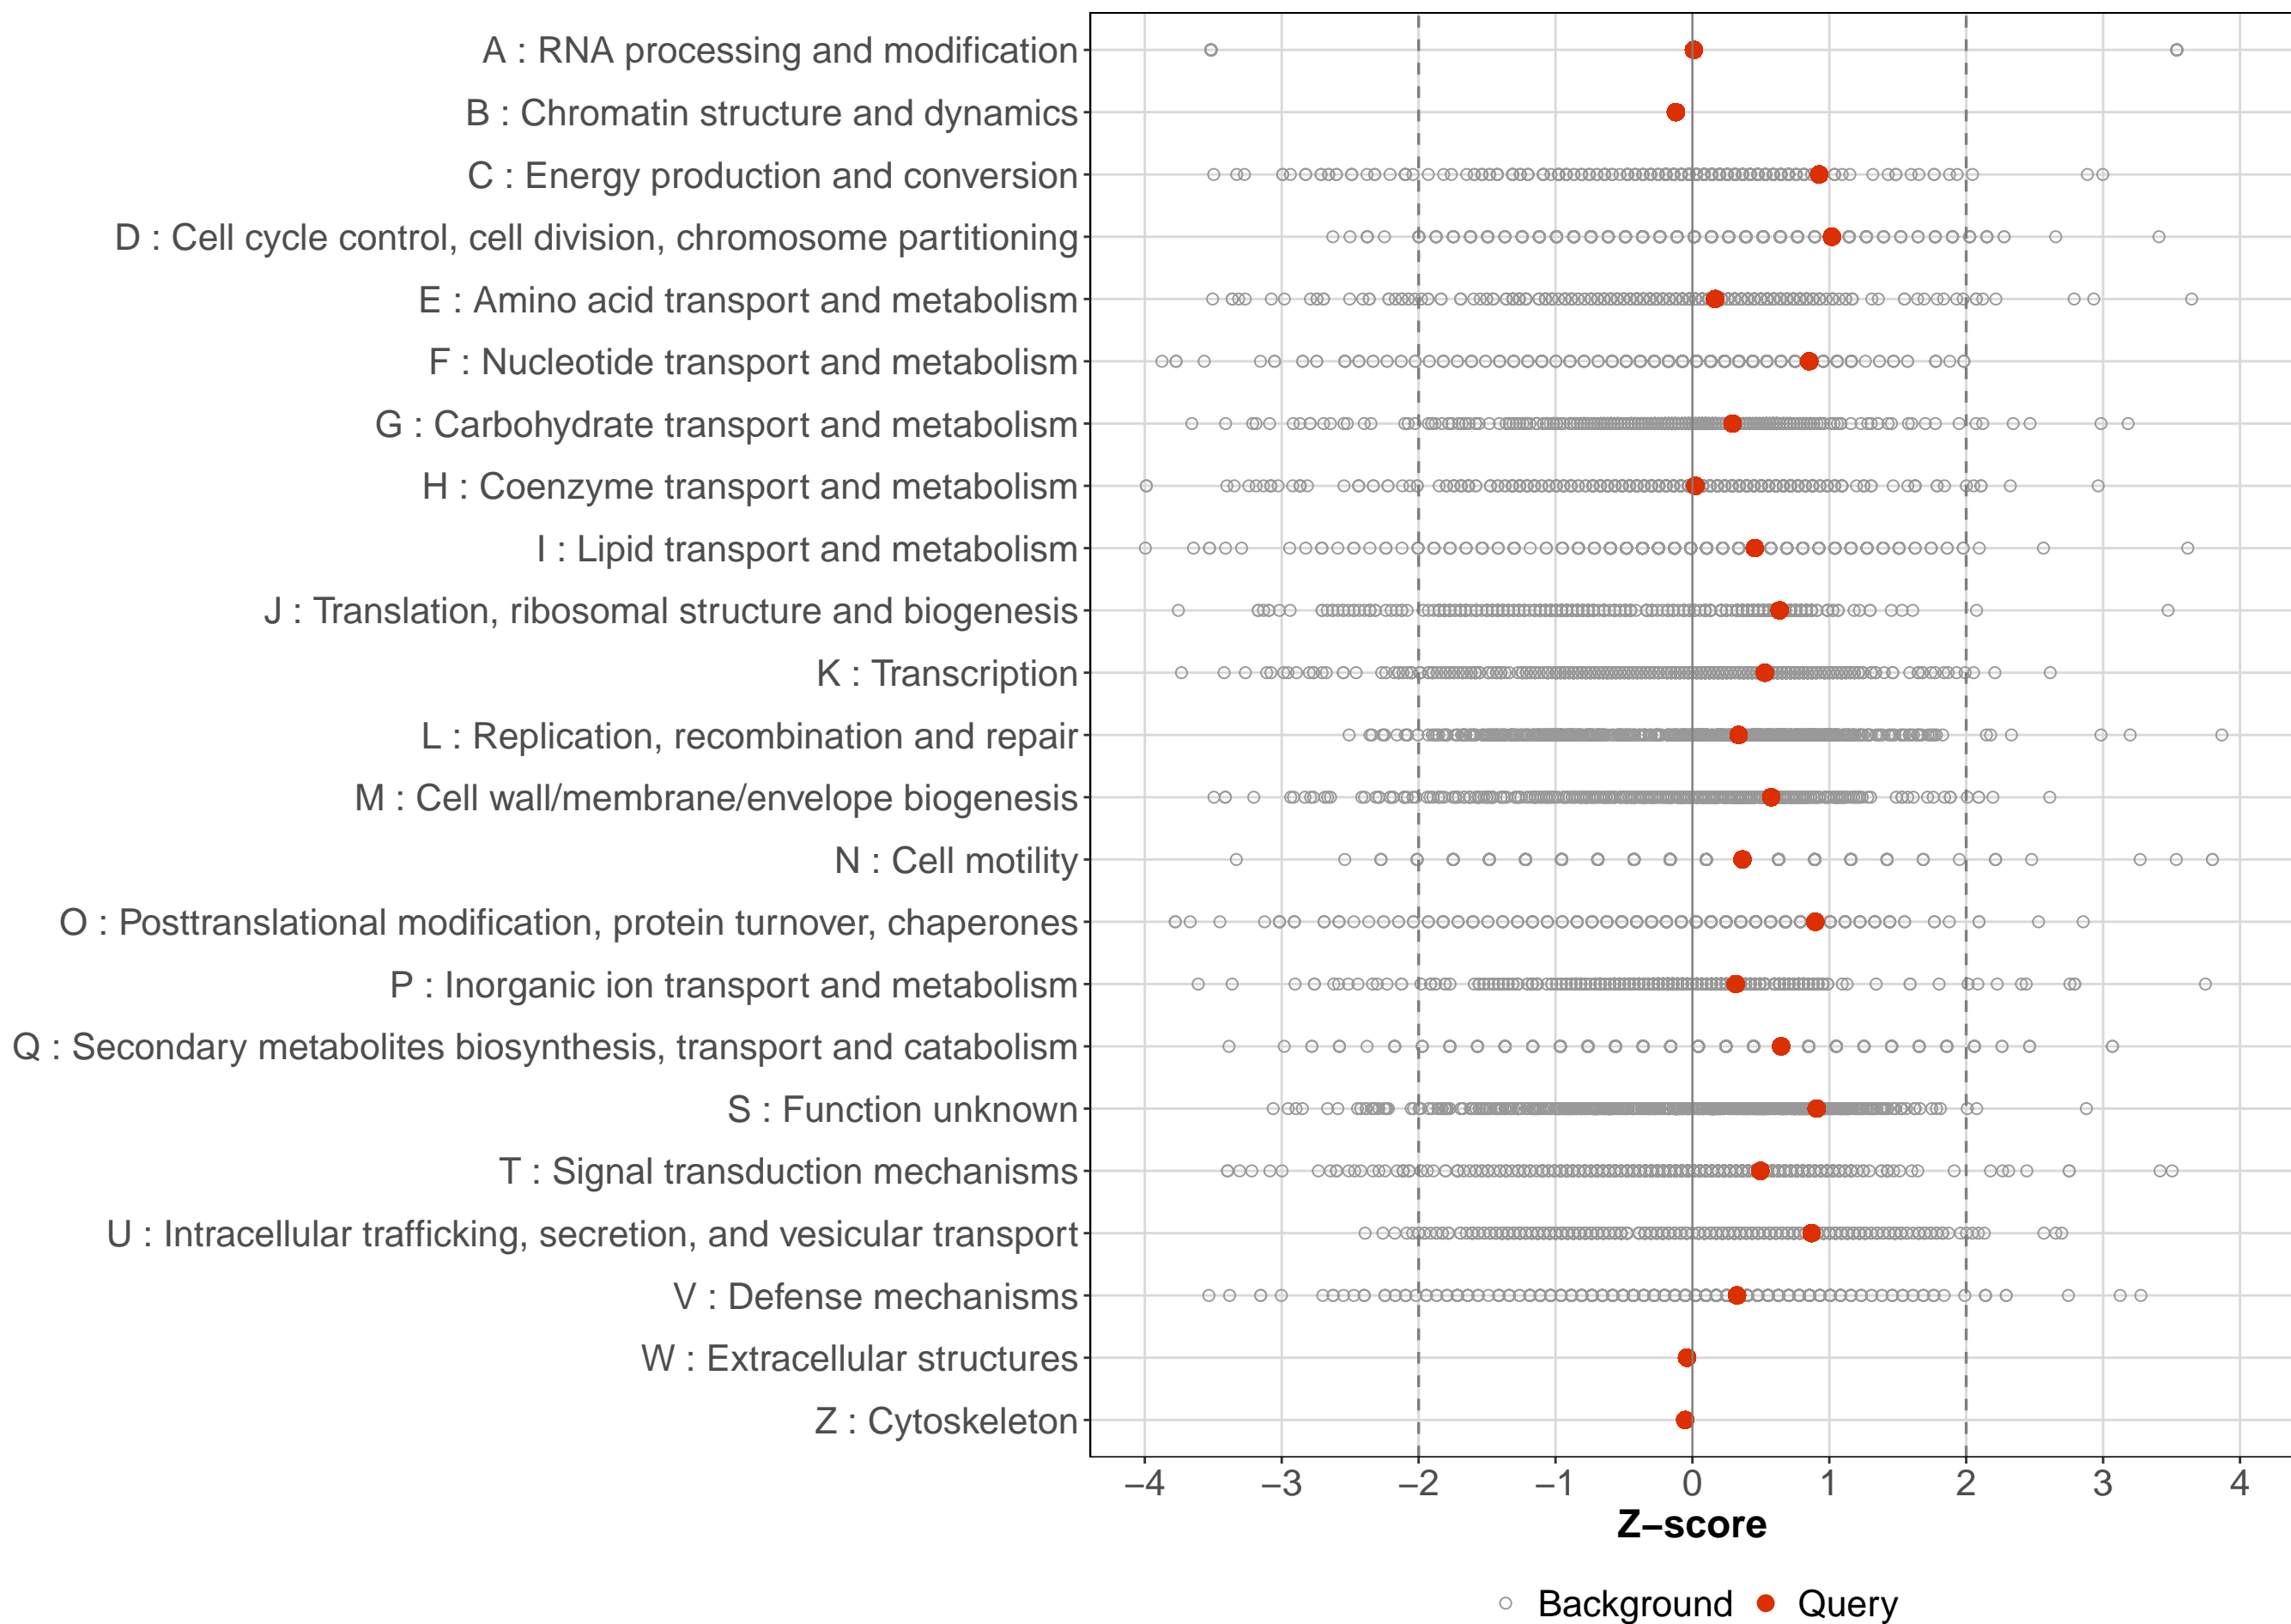 A : RNA processing and modification
B : Chromatin structure and dynamics
C : Energy production and conversion
D : Cell cycle control, cell division, chromosome partitioning
E : Amino acid transport and metabolism
F : Nucleotide transport and metabolism
G : Carbohydrate transport and metabolism
H : Coenzyme transport and metabolism
I : Lipid transport and metabolism
J : Translation, ribosomal structure and biogenesis
K : Transcription
L : Replication, recombination and repair
M : Cell wall/membrane/envelope biogenesis
N : Cell motility
O : Posttranslational modification, protein turnover, chaperones
P : Inorganic ion transport and metabolism
Q : Secondary metabolites biosynthesis, transport and catabolism
S : Function unknown
T : Signal transduction mechanisms
U : Intracellular trafficking, secretion, and vesicular transport
V : Defense mechanisms
W : Extracellular structures
Z : Cytoskeleton
−4 −3 −2 −1 0 1 2 3 4
Z−score
Background Query